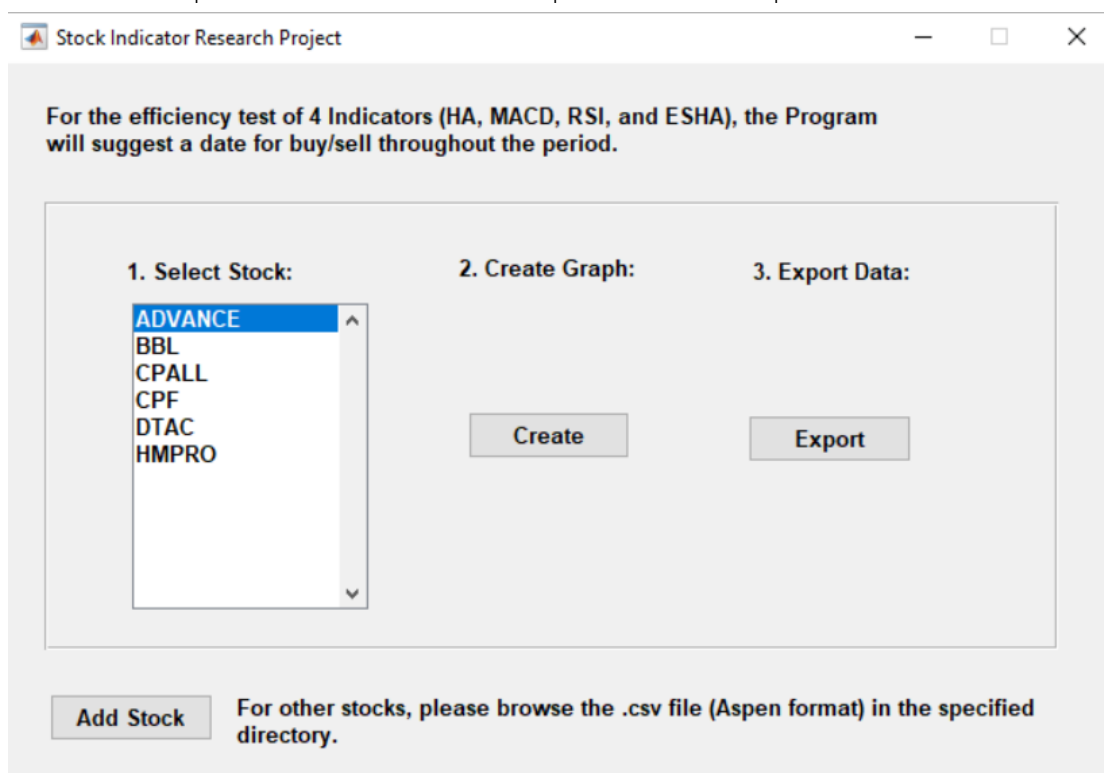 Stock Indicator Research Project
For the efficiency test of 4 Indicators (HA, MACD, RSI, and ESHA), the Program
will suggest a date for buy/sell throughout the period.
1. Select Stock:
2. Create Graph:
3. Export Data:
ADVANCE
BBL
CPALL
CPF
DTAC
HMPRO
Create
Export
Add Stock
For other stocks, please browse the .csv file (Aspen format) in the specified
directory.